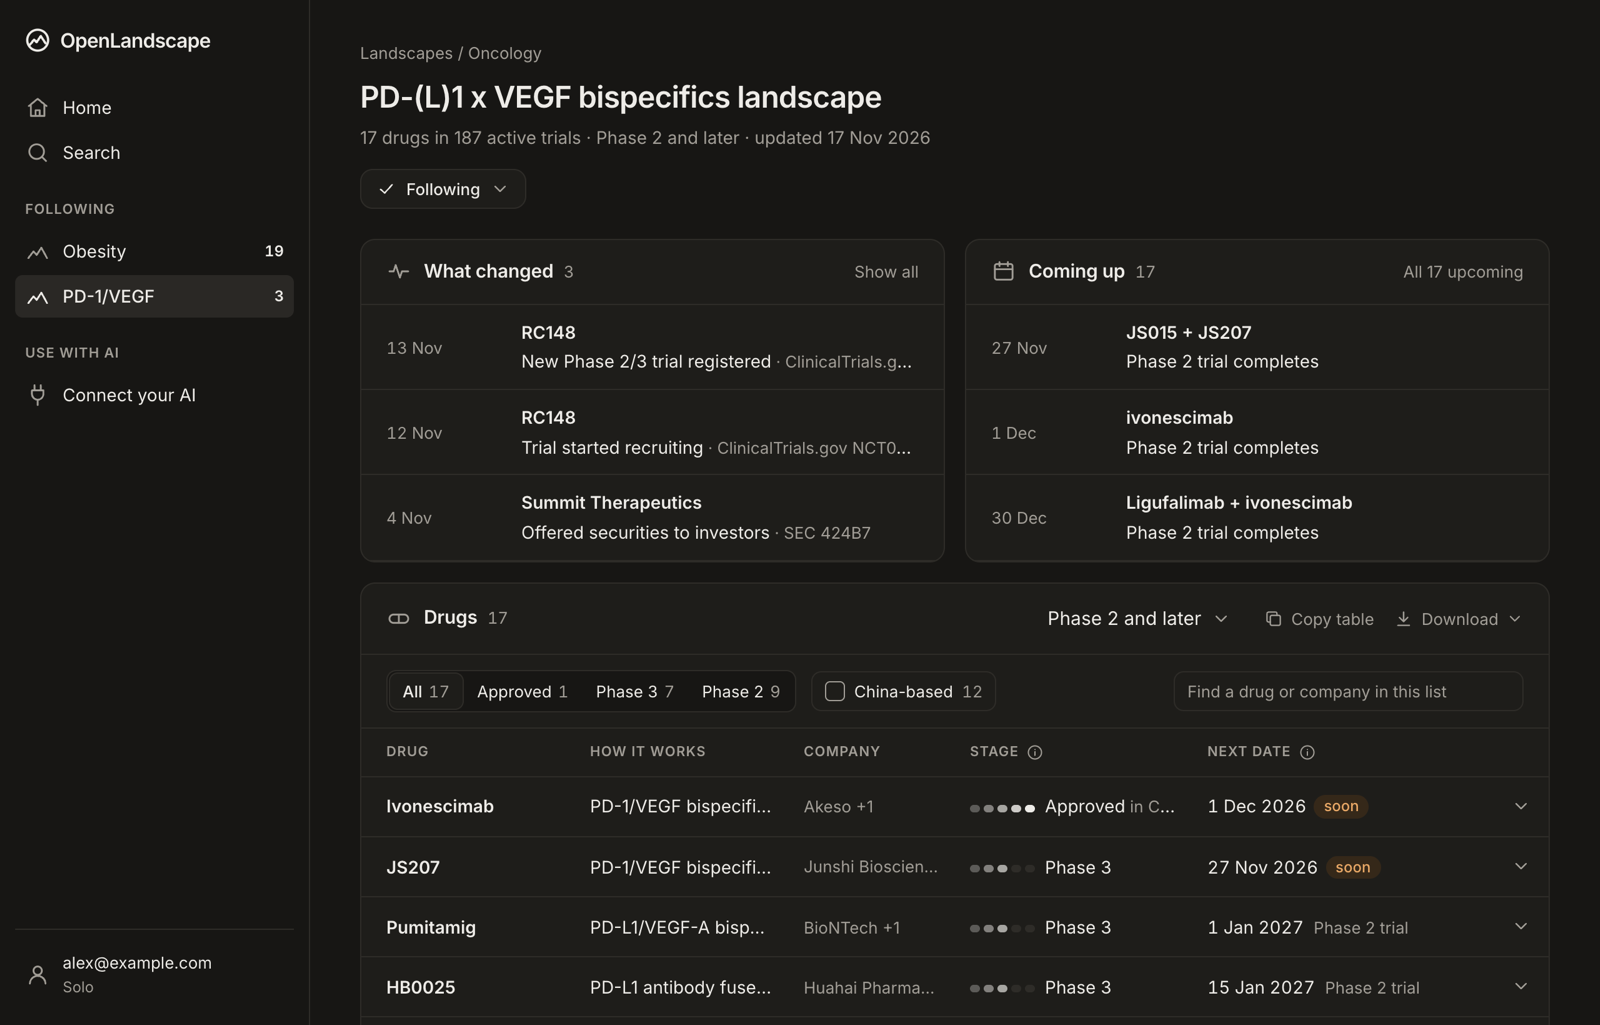 OpenLandscape
Home
Search
FOLLOWING
Obesity 19
PD-1/VEGF 3
USE WITH AI
Connect your AI
alex@example.com
Solo
Landscapes / Oncology
PD-(L)1 x VEGF bispecifics landscape
17 drugs in 187 active trials · Phase 2 and later · updated 17 Nov 2026
Following
What changed 3 Show all
13 Nov
RC148
New Phase 2/3 trial registered · ClinicalTrials.g...
12 Nov
RC148
Trial started recruiting · ClinicalTrials.gov NCT0...
4 Nov
Summit Therapeutics
Offered securities to investors · SEC 424B7
Coming up 17 All 17 upcoming
27 Nov
JS015 + JS207
Phase 2 trial completes
1 Dec
ivonescimab
Phase 2 trial completes
30 Dec
Ligufalimab + ivonescimab
Phase 2 trial completes
Drugs 17 Phase 2 and later Copy table Download
All 17 Approved 1 Phase 3 7 Phase 2 9 China-based 12 Find a drug or company in this list
DRUG HOW IT WORKS COMPANY STAGE NEXT DATE
Ivonescimab PD-1/VEGF bispecifi... Akeso +1 Approved in C... 1 Dec 2026 soon
JS207 PD-1/VEGF bispecifi... Junshi Bioscien... Phase 3 27 Nov 2026 soon
Pumitamig PD-L1/VEGF-A bisp... BioNTech +1 Phase 3 1 Jan 2027 Phase 2 trial
HB0025 PD-L1 antibody fuse... Huahai Pharma... Phase 3 15 Jan 2027 Phase 2 trial